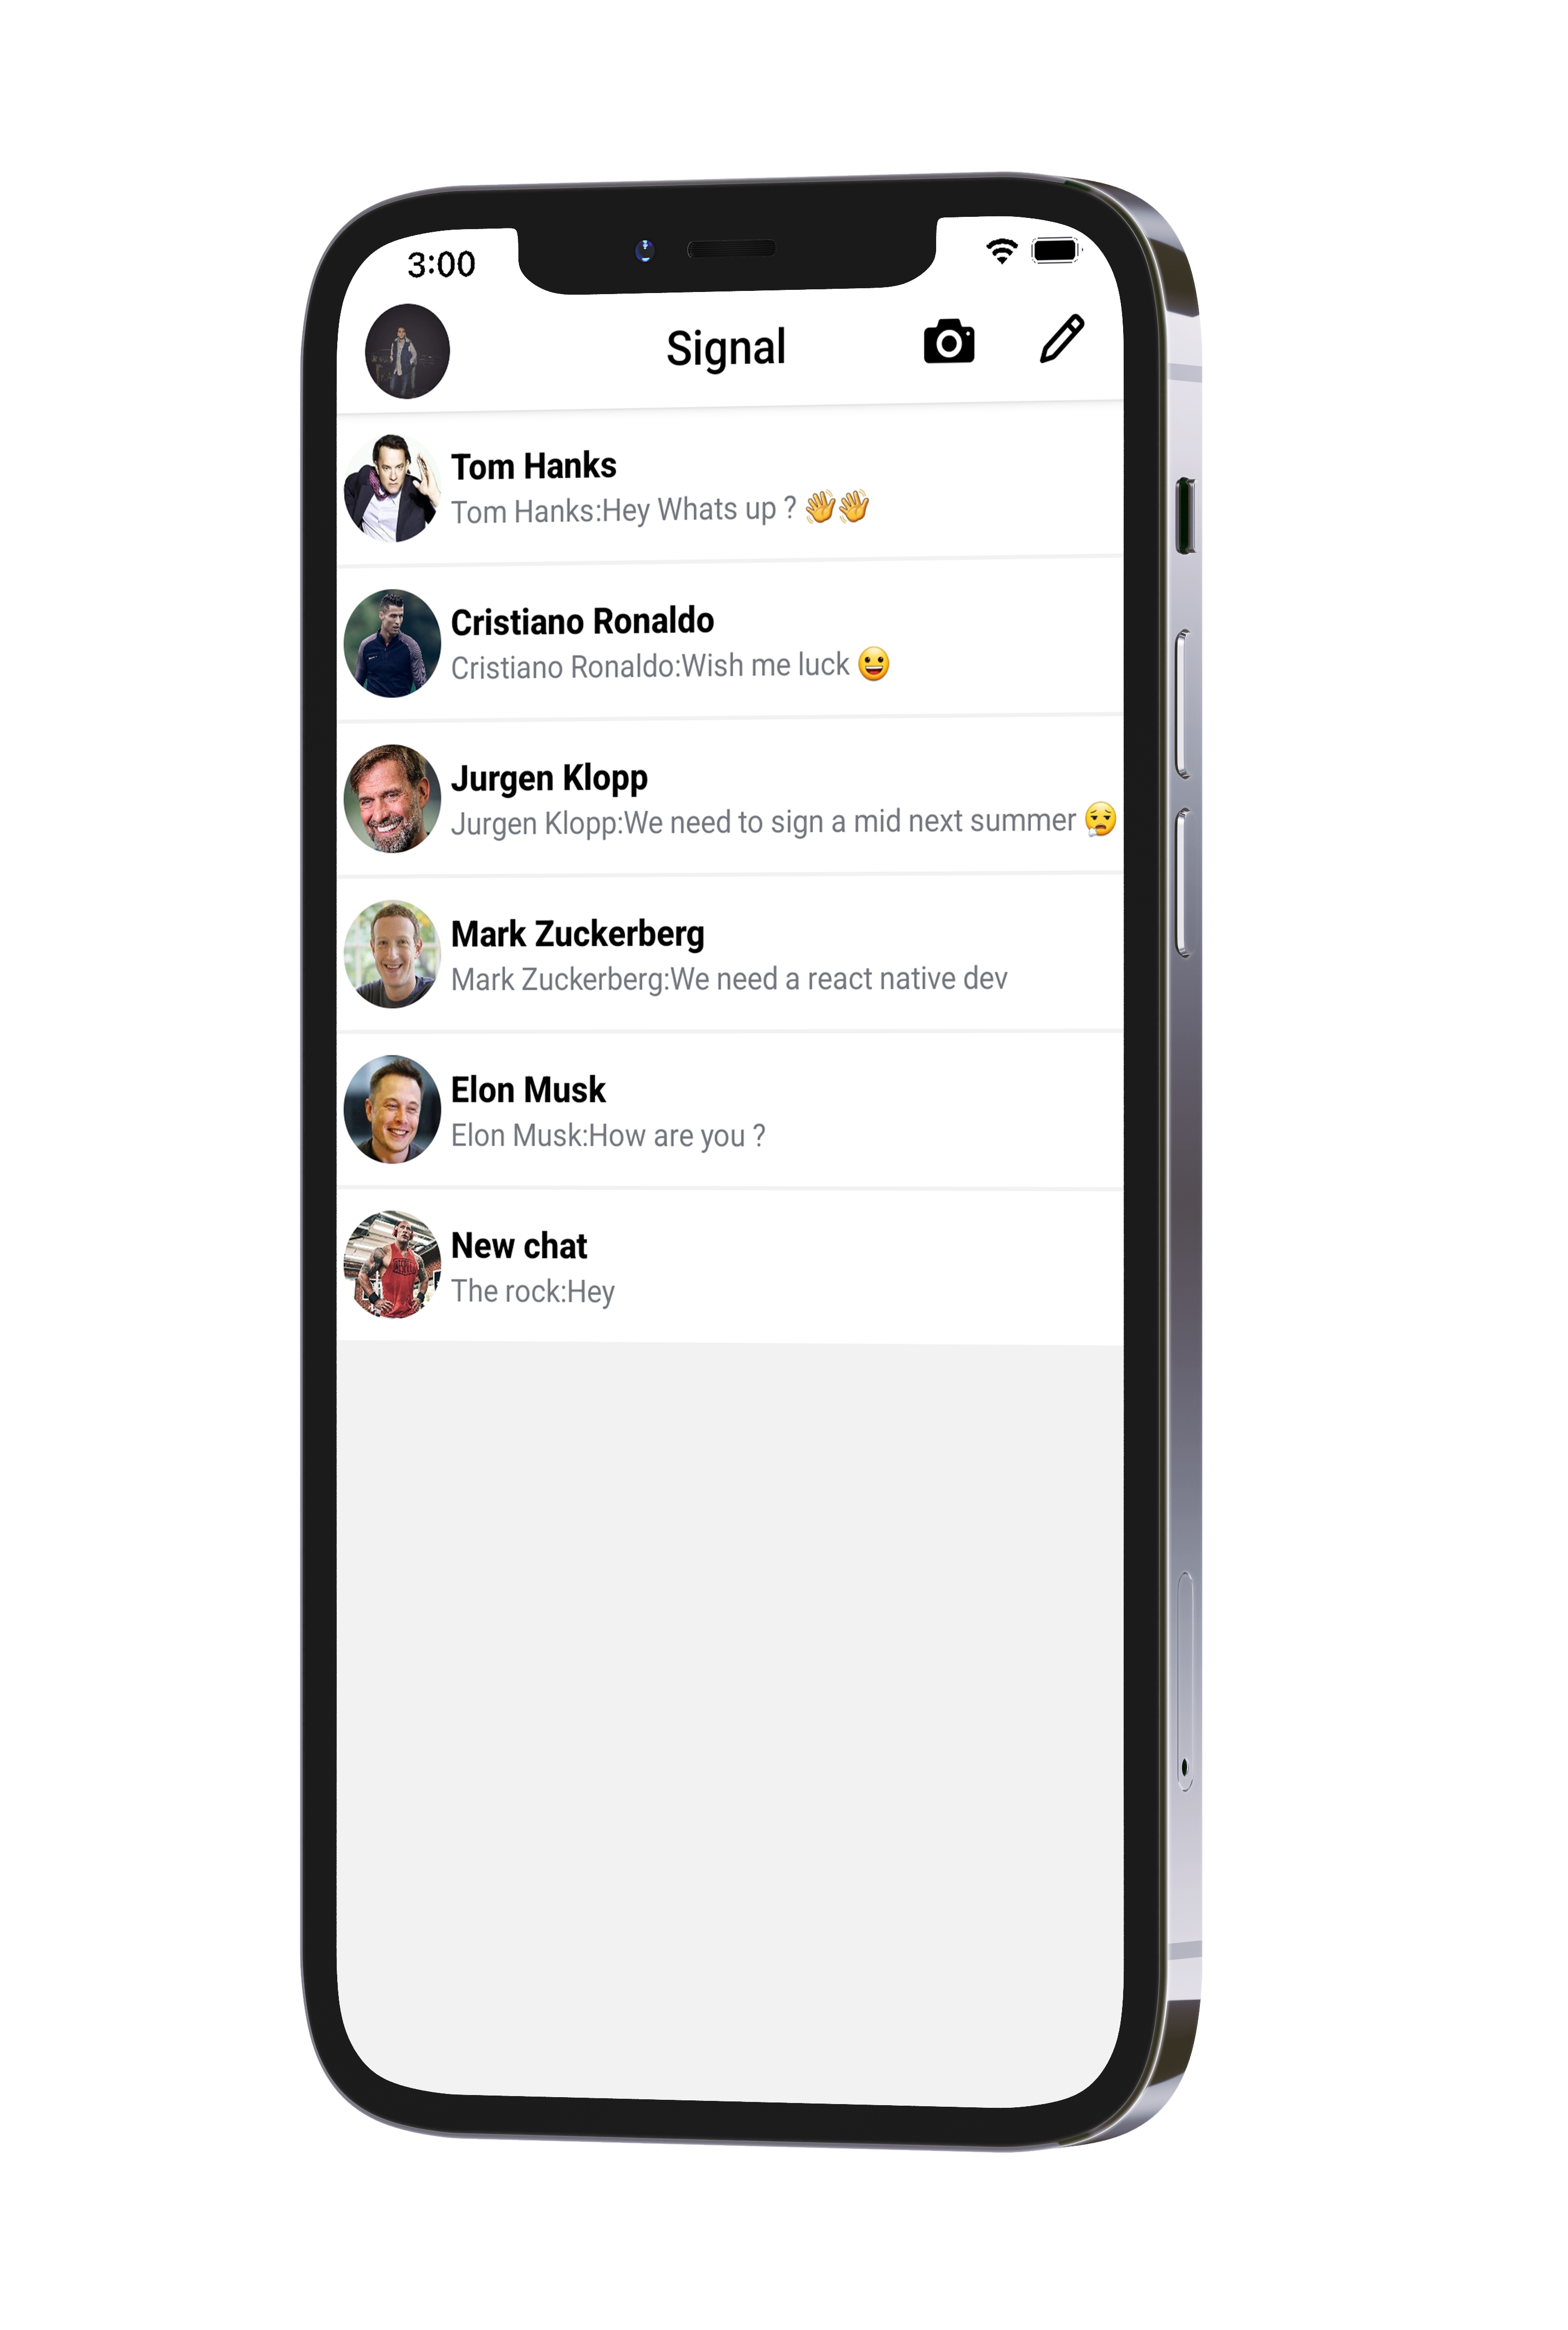 3:00
Signal
Tom Hanks
Tom Hanks:Hey Whats up ? 👋👋
Cristiano Ronaldo
Cristiano Ronaldo:Wish me luck 😀
Jurgen Klopp
Jurgen Klopp:We need to sign a mid next summer 😮‍💨
Mark Zuckerberg
Mark Zuckerberg:We need a react native dev
Elon Musk
Elon Musk:How are you ?
New chat
The rock:Hey